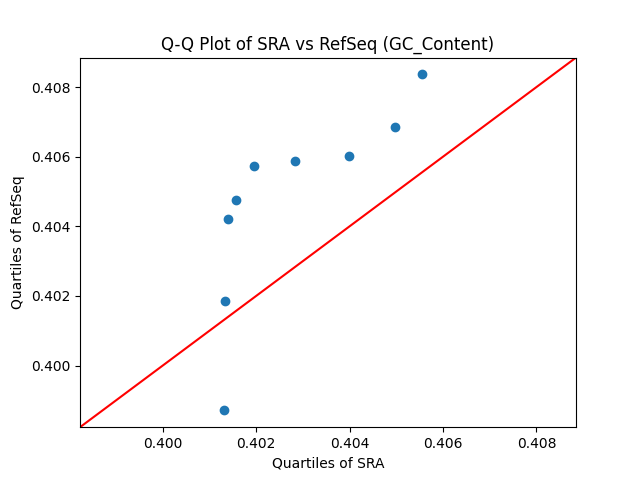 Q-Q Plot of SRA vs RefSeq (GC_Content)
Quartiles of RefSeq
0.408
0.406
0.404
0.402
0.400
0.400 0.402 0.404 0.406 0.408
Quartiles of SRA